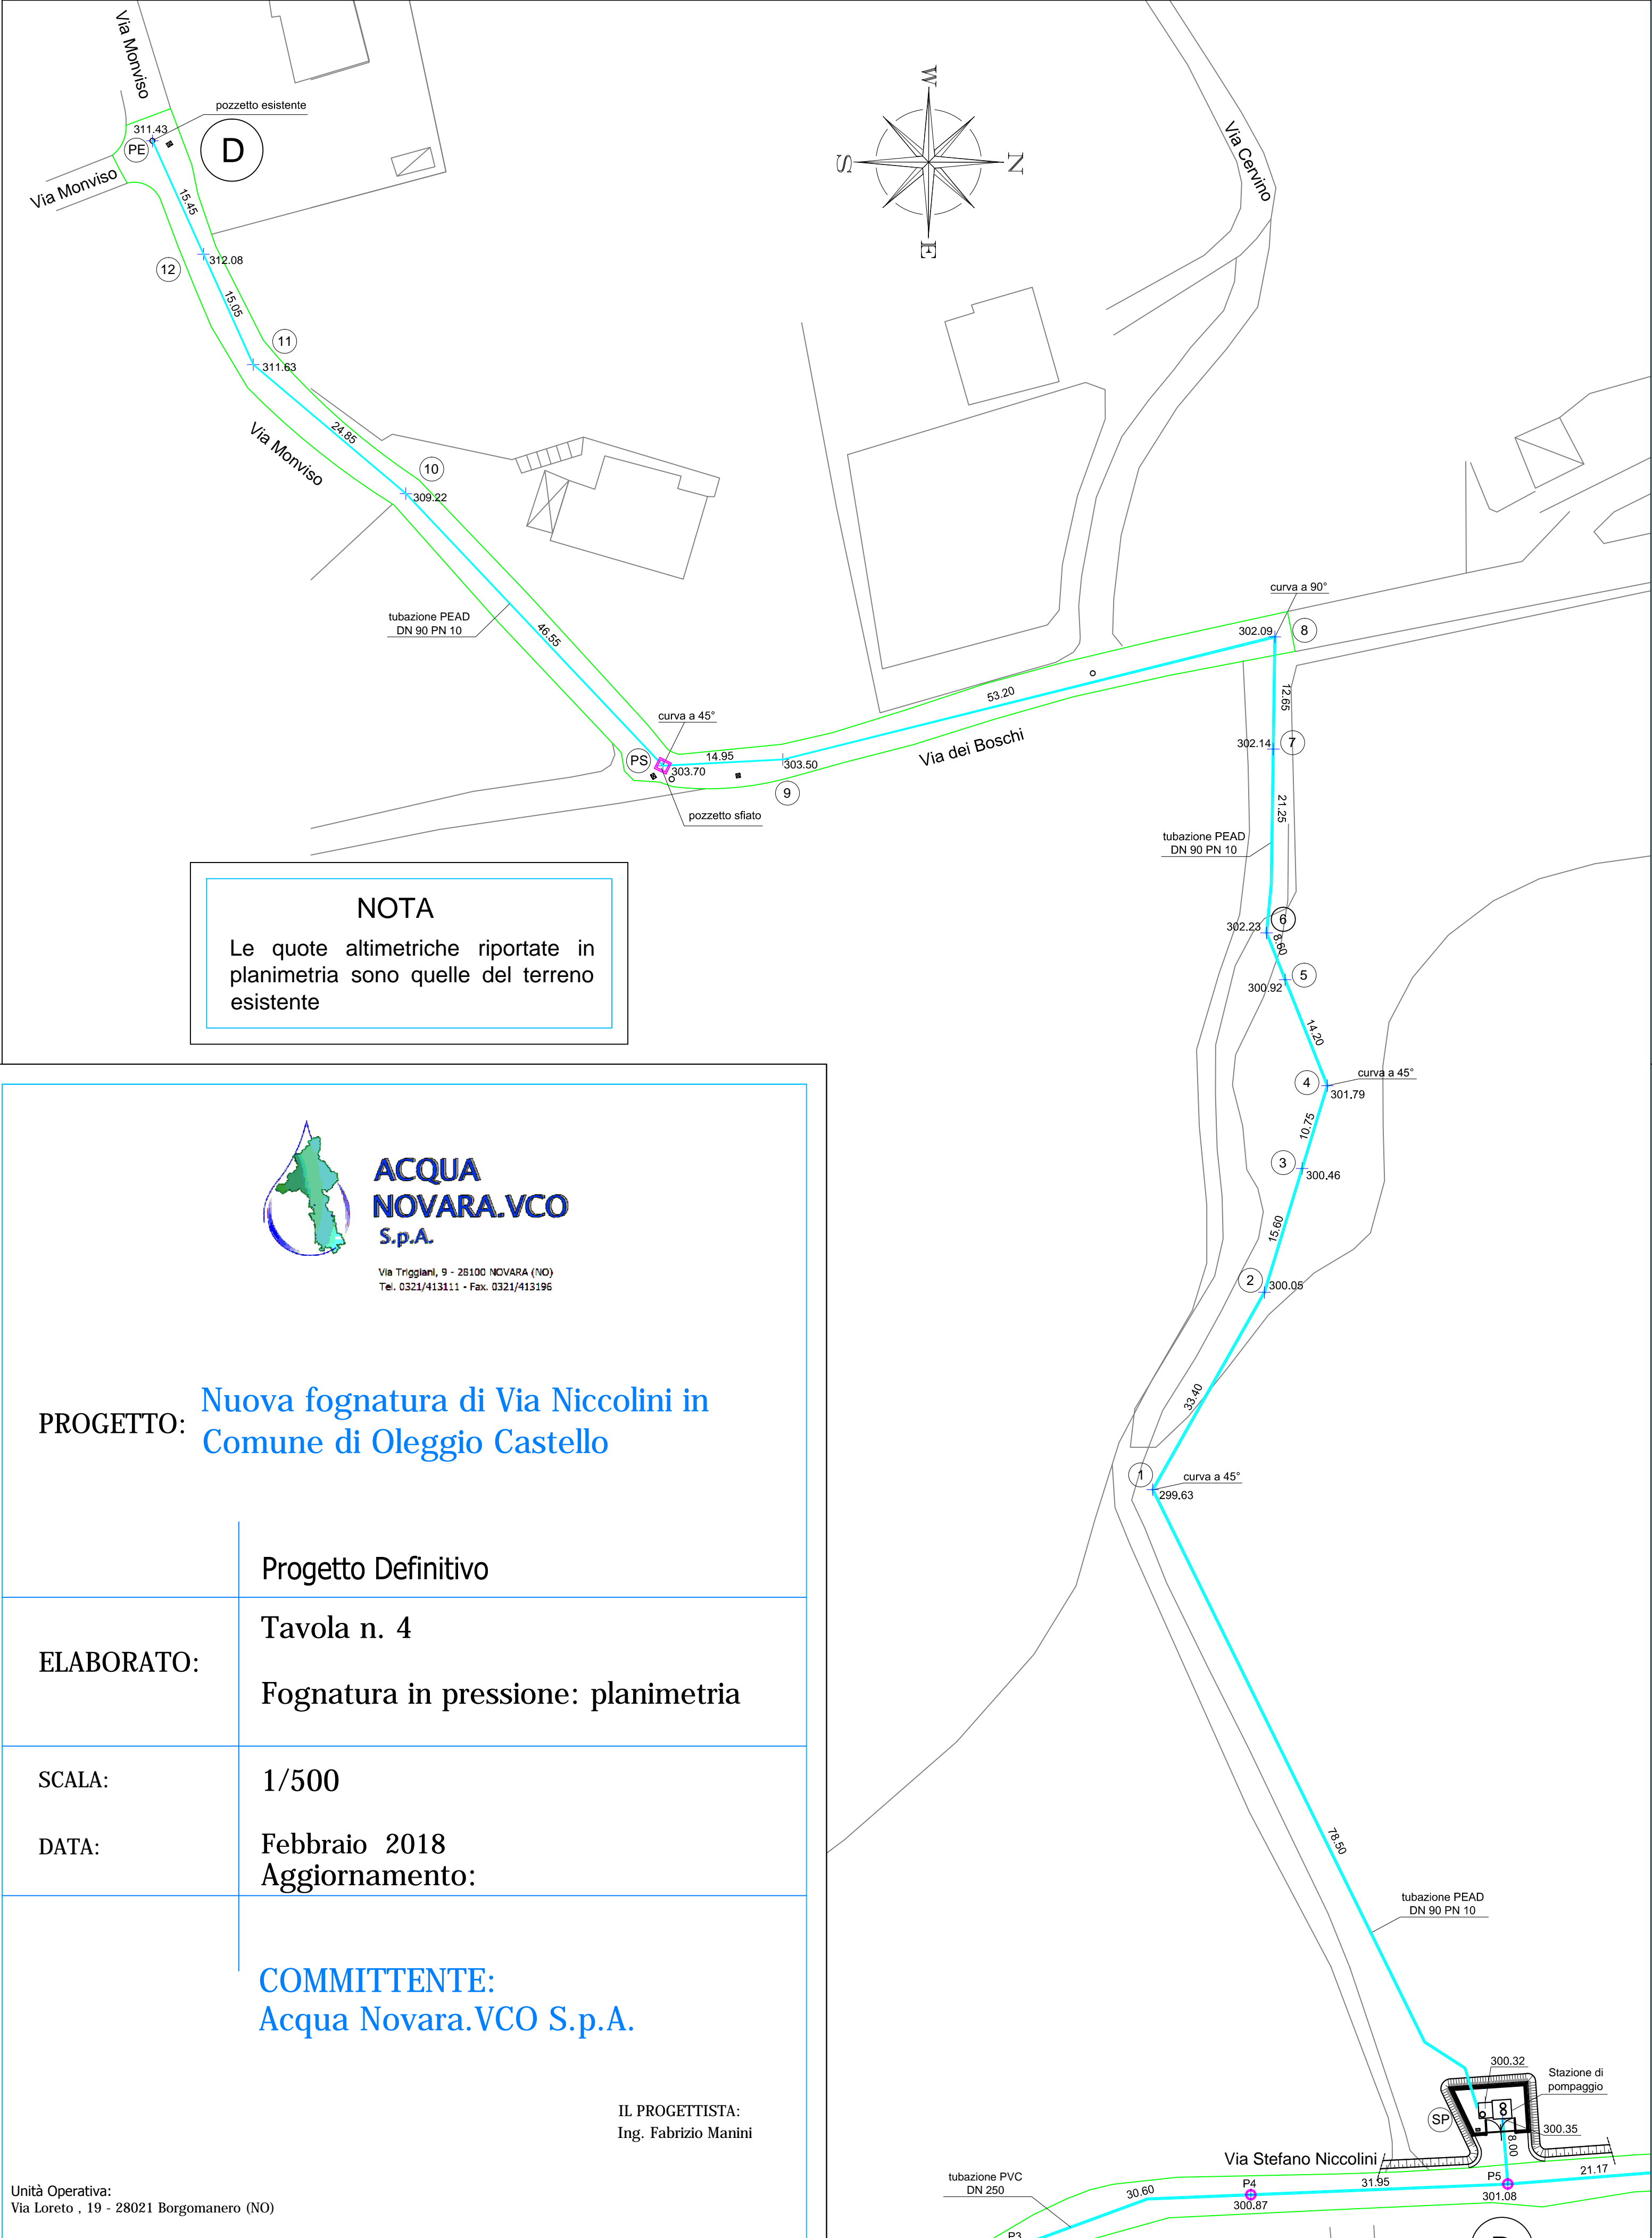 Via Monviso
pozzetto esistente
311.43
PE
D
Via Monviso
15.45
312.08
12
15.05
11
311.63
Via Monviso
24.85
10
309.22
W
S
N
E
Via Cervino
tubazione PEAD
DN 90 PN 10
46.55
curva a 45°
PS
303.70
14.95
303.50
9
pozzetto sfiato
53.20
Via dei Boschi
curva a 90°
302.09
8
12.65
302.14
7
21.25
tubazione PEAD
DN 90 PN 10
6
302.23
8.60
5
300.92
14.20
curva a 45°
4
301.79
10.75
3
300.46
15.60
2
300.05
33.40
1
curva a 45°
299.63
78.50
tubazione PEAD
DN 90 PN 10
300.32
Stazione di
pompaggio
SP
300.35
8.00
Via Stefano Niccolini
tubazione PVC
DN 250
30.60
P4
300.87
31.95
P5
301.08
21.17
P3
NOTA
Le quote altimetriche riportate in
planimetria sono quelle del terreno
esistente
ACQUA
NOVARA.VCO
S.p.A.
Via Triggiani, 9 - 28100 NOVARA (NO)
Tel. 0321/413111 - Fax. 0321/413196
PROGETTO:
Nuova fognatura di Via Niccolini in
Comune di Oleggio Castello
Progetto Definitivo
ELABORATO:
Tavola n. 4
Fognatura in pressione: planimetria
SCALA:
1/500
DATA:
Febbraio 2018
Aggiornamento:
COMMITTENTE:
Acqua Novara.VCO S.p.A.
IL PROGETTISTA:
Ing. Fabrizio Manini
Unità Operativa:
Via Loreto , 19 - 28021 Borgomanero (NO)